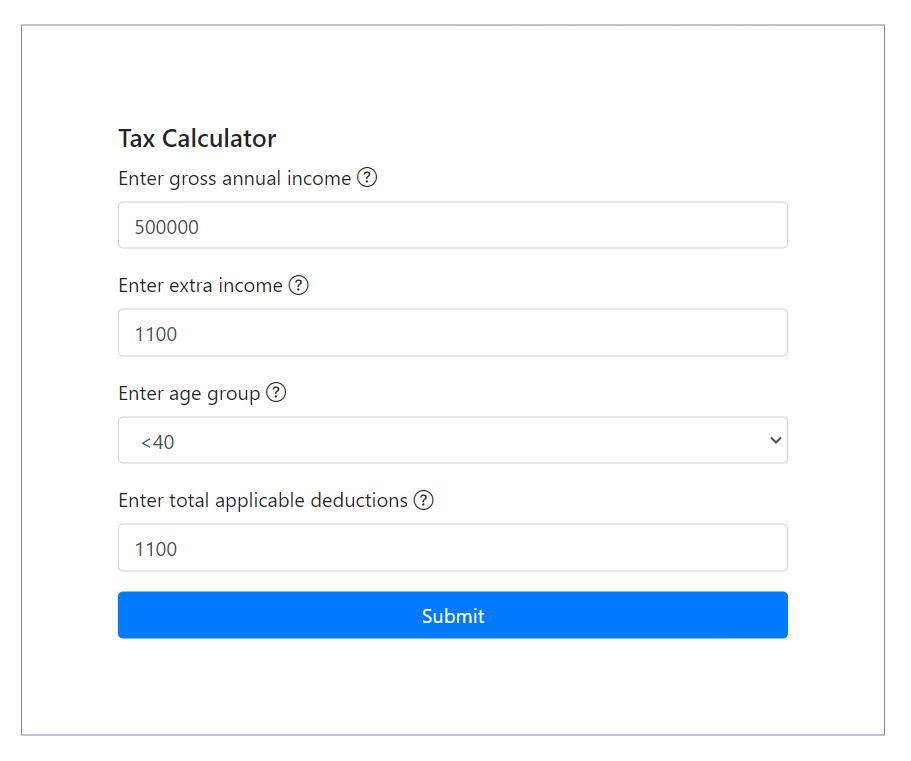 Tax Calculator
Enter gross annual income ?
500000
Enter extra income ?
1100
Enter age group ?
<40
Enter total applicable deductions ?
1100
Submit